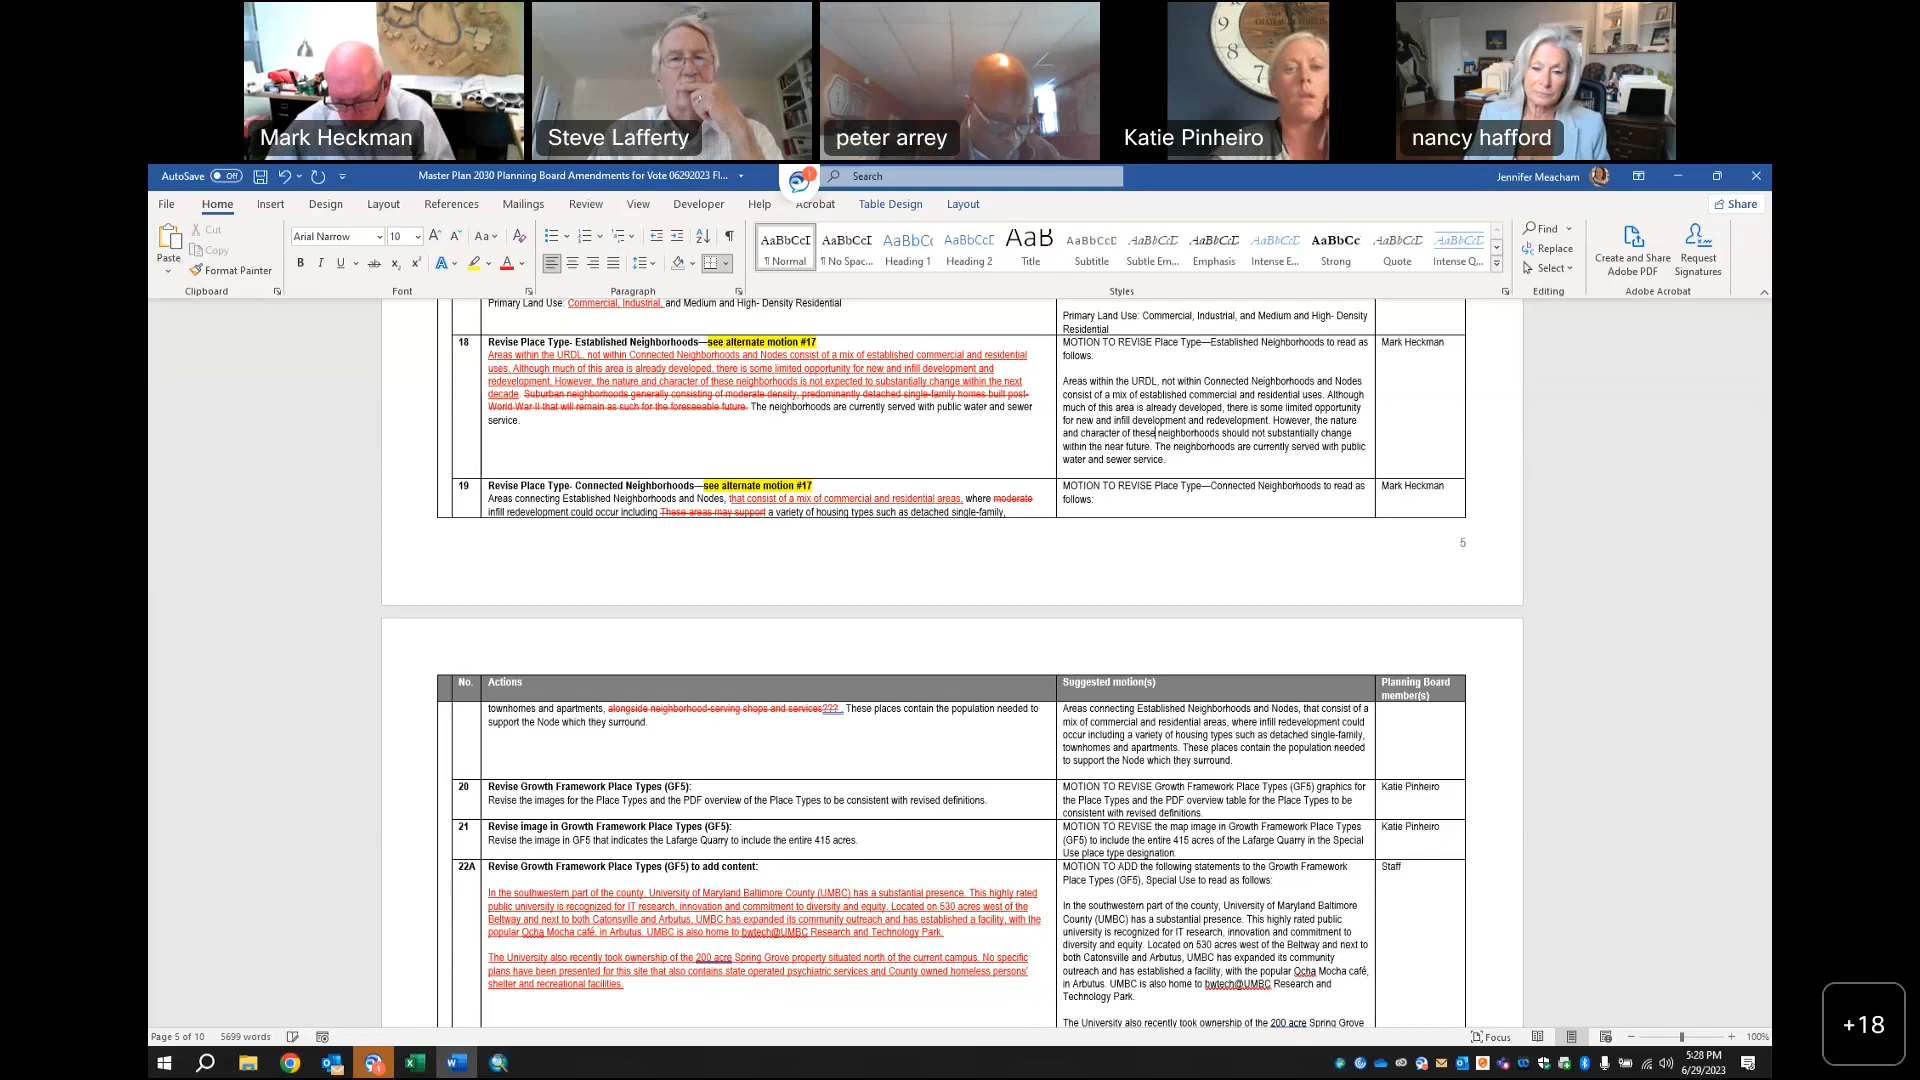 Mark Heckman
Steve Lafferty
peter arrey
Katie Pinheiro
nancy hafford
AutoSave Off
Master Plan 2030 Planning Board Amendments for Vote 06292023 Fl...
1
Search
Jennifer Meacham
File Home Insert Design Layout References Mailings Review View Developer Help Acrobat Table Design Layout
Share
Paste
Cut
Copy
Format Painter
Clipboard
Arial Narrow 10
Font
Paragraph
AaBbCcI AaBbCcI AaBbC( AaBbCcD AaB AaBbCcD AaBbCcDt AaBbCcDt AaBbCcDt AaBbCc AaBbCcDt AaBbCcDt
¶ Normal ¶ No Spac... Heading 1 Heading 2 Title Subtitle Subtle Em... Emphasis Intense E... Strong Quote Intense Q...
Styles
Find
Replace
Select
Editing
Create and Share Adobe PDF
Request Signatures
Adobe Acrobat
Primary Land Use: Commercial, Industrial, and Medium and High- Density Residential
Primary Land Use: Commercial, Industrial, and Medium and High- Density
Residential
18
Revise Place Type- Established Neighborhoods—see alternate motion #17
Areas within the URDL, not within Connected Neighborhoods and Nodes consist of a mix of established commercial and residential
uses. Although much of this area is already developed, there is some limited opportunity for new and infill development and
redevelopment. However, the nature and character of these neighborhoods is not expected to substantially change within the next
decade. Suburban neighborhoods generally consisting of moderate density, predominantly detached single-family homes built post-
World War II that will remain as such for the foreseeable future. The neighborhoods are currently served with public water and sewer
service.
MOTION TO REVISE Place Type—Established Neighborhoods to read as
follows:
Areas within the URDL, not within Connected Neighborhoods and Nodes
consist of a mix of established commercial and residential uses. Although
much of this area is already developed, there is some limited opportunity
for new and infill development and redevelopment. However, the nature
and character of these neighborhoods should not substantially change
within the near future. The neighborhoods are currently served with public
water and sewer service.
Mark Heckman
19
Revise Place Type- Connected Neighborhoods—see alternate motion #17
Areas connecting Established Neighborhoods and Nodes, that consist of a mix of commercial and residential areas, where moderate
infill redevelopment could occur including These areas may support a variety of housing types such as detached single-family,
MOTION TO REVISE Place Type—Connected Neighborhoods to read as
follows:
Mark Heckman
5
No. Actions Suggested motion(s) Planning Board
member(s)
townhomes and apartments, alongside neighborhood-serving shops and services??? . These places contain the population needed to
support the Node which they surround.
Areas connecting Established Neighborhoods and Nodes, that consist of a
mix of commercial and residential areas, where infill redevelopment could
occur including a variety of housing types such as detached single-family,
townhomes and apartments. These places contain the population needed
to support the Node which they surround.
20
Revise Growth Framework Place Types (GF5):
Revise the images for the Place Types and the PDF overview of the Place Types to be consistent with revised definitions.
MOTION TO REVISE Growth Framework Place Types (GF5) graphics for
the Place Types and the PDF overview table for the Place Types to be
consistent with revised definitions.
Katie Pinheiro
21
Revise image in Growth Framework Place Types (GF5):
Revise the image in GF5 that indicates the Lafarge Quarry to include the entire 415 acres.
MOTION TO REVISE the map image in Growth Framework Place Types
(GF5) to include the entire 415 acres of the Lafarge Quarry in the Special
Use place type designation.
Katie Pinheiro
22A
Revise Growth Framework Place Types (GF5) to add content:
In the southwestern part of the county, University of Maryland Baltimore County (UMBC) has a substantial presence. This highly rated
public university is recognized for IT research, innovation and commitment to diversity and equity. Located on 530 acres west of the
Beltway and next to both Catonsville and Arbutus, UMBC has expanded its community outreach and has established a facility, with the
popular Ocha Mocha café, in Arbutus. UMBC is also home to bwtech@UMBC Research and Technology Park.
The University also recently took ownership of the 200 acre Spring Grove property situated north of the current campus. No specific
plans have been presented for this site that also contains state operated psychiatric services and County owned homeless persons'
shelter and recreational facilities.
MOTION TO ADD the following statements to the Growth Framework
Place Types (GF5), Special Use to read as follows:
In the southwestern part of the county, University of Maryland Baltimore
County (UMBC) has a substantial presence. This highly rated public
university is recognized for IT research, innovation and commitment to
diversity and equity. Located on 530 acres west of the Beltway and next to
both Catonsville and Arbutus, UMBC has expanded its community
outreach and has established a facility, with the popular Ocha Mocha café,
in Arbutus. UMBC is also home to bwtech@UMBC Research and
Technology Park.
The University also recently took ownership of the 200 acre Spring Grove
Staff
Page 5 of 10 5699 words
Focus
100%
5:28 PM
6/29/2023
+18